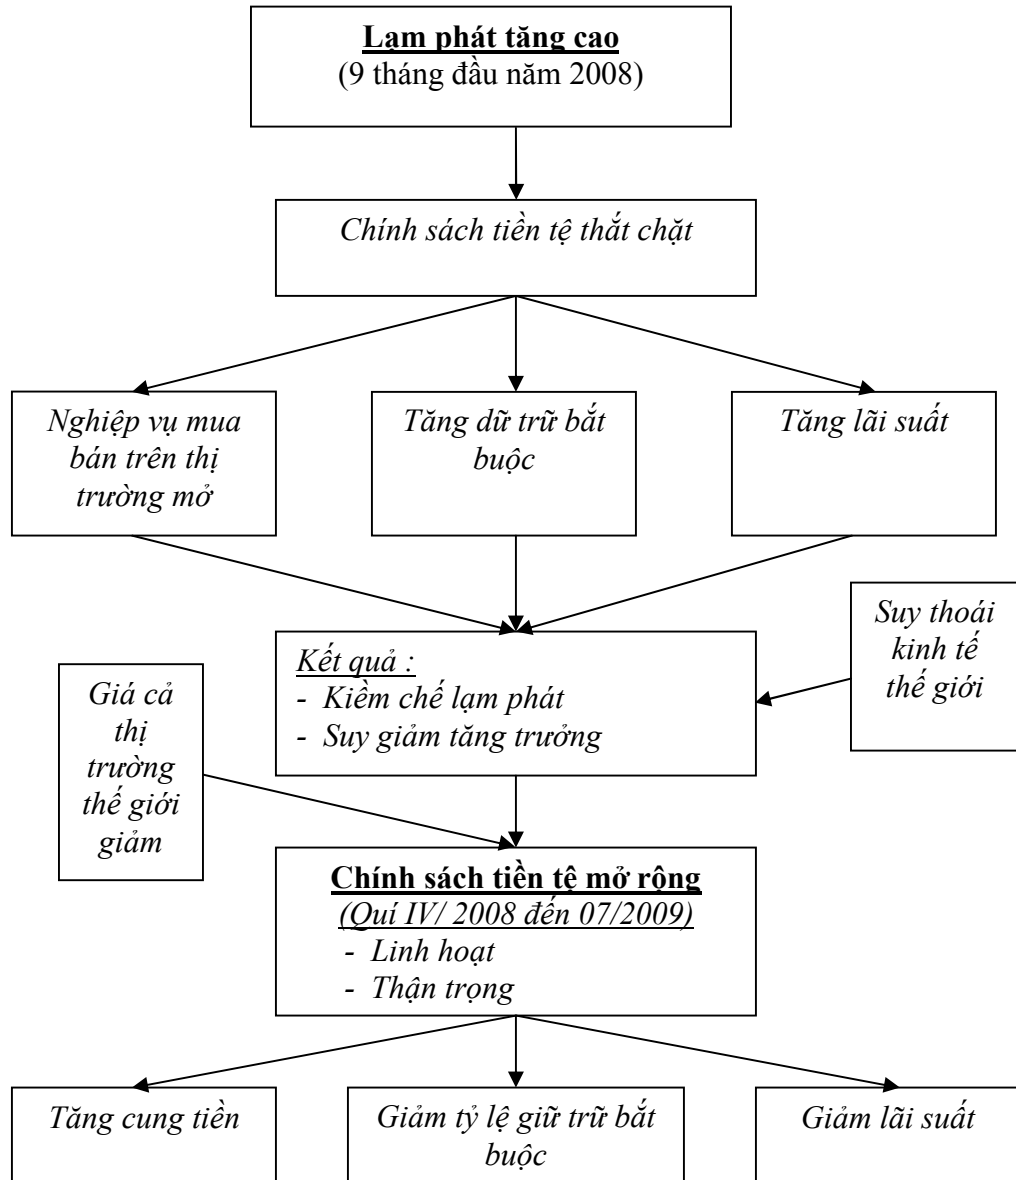 Lạm phát tăng cao
(9 tháng đầu năm 2008)
Chính sách tiền tệ thắt chặt
Nghiệp vụ mua
bán trên thị
trường mở
Tăng dữ trữ bắt
buộc
Tăng lãi suất
Suy thoái
kinh tế
thế giới
Kết quả :
- Kiềm chế lạm phát
- Suy giảm tăng trưởng
Giá cả
thị
trường
thế giới
giảm
Chính sách tiền tệ mở rộng
(Quí IV/ 2008 đến 07/2009)
- Linh hoạt
- Thận trọng
Tăng cung tiền
Giảm tỷ lệ giữ trữ bắt
buộc
Giảm lãi suất